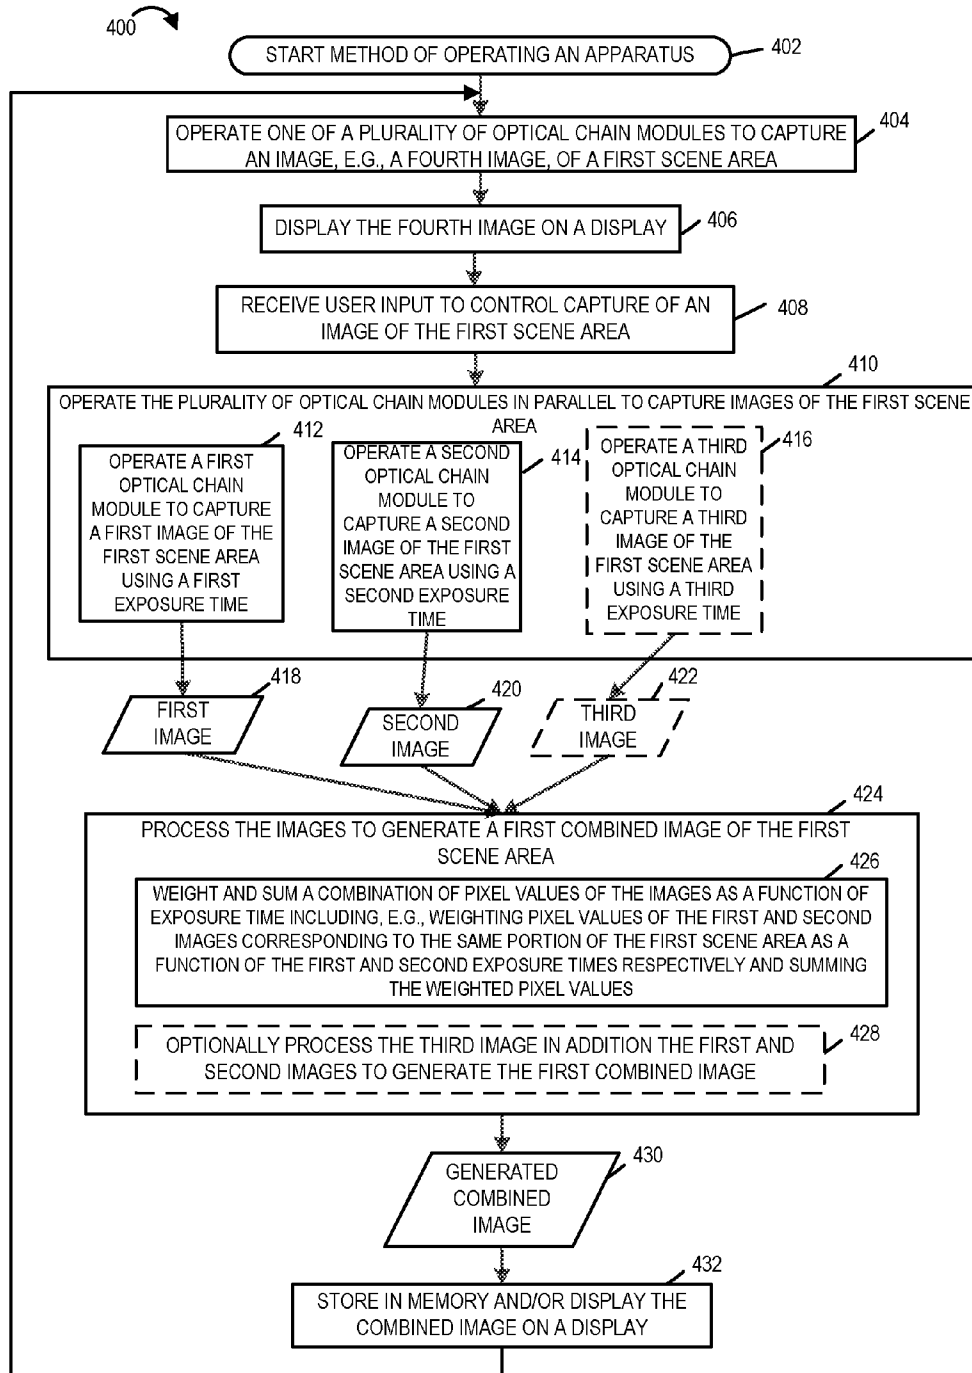 400
START METHOD OF OPERATING AN APPARATUS
402
OPERATE ONE OF A PLURALITY OF OPTICAL CHAIN MODULES TO CAPTURE
AN IMAGE, E.G., A FOURTH IMAGE, OF A FIRST SCENE AREA
404
DISPLAY THE FOURTH IMAGE ON A DISPLAY
406
RECEIVE USER INPUT TO CONTROL CAPTURE OF AN
IMAGE OF THE FIRST SCENE AREA
408
410
OPERATE THE PLURALITY OF OPTICAL CHAIN MODULES IN PARALLEL TO CAPTURE IMAGES OF THE FIRST SCENE
AREA
412
OPERATE A FIRST
OPTICAL CHAIN
MODULE TO CAPTURE
A FIRST IMAGE OF THE
FIRST SCENE AREA
USING A FIRST
EXPOSURE TIME
414
OPERATE A SECOND
OPTICAL CHAIN
MODULE TO
CAPTURE A SECOND
IMAGE OF THE FIRST
SCENE AREA USING A
SECOND EXPOSURE
TIME
416
OPERATE A THIRD
OPTICAL CHAIN
MODULE TO
CAPTURE A THIRD
IMAGE OF THE
FIRST SCENE AREA
USING A THIRD
EXPOSURE TIME
418
FIRST
IMAGE
420
SECOND
IMAGE
422
THIRD
IMAGE
424
PROCESS THE IMAGES TO GENERATE A FIRST COMBINED IMAGE OF THE FIRST
SCENE AREA
426
WEIGHT AND SUM A COMBINATION OF PIXEL VALUES OF THE IMAGES AS A FUNCTION OF
EXPOSURE TIME INCLUDING, E.G., WEIGHTING PIXEL VALUES OF THE FIRST AND SECOND
IMAGES CORRESPONDING TO THE SAME PORTION OF THE FIRST SCENE AREA AS A
FUNCTION OF THE FIRST AND SECOND EXPOSURE TIMES RESPECTIVELY AND SUMMING
THE WEIGHTED PIXEL VALUES
OPTIONALLY PROCESS THE THIRD IMAGE IN ADDITION THE FIRST AND
SECOND IMAGES TO GENERATE THE FIRST COMBINED IMAGE
428
GENERATED
COMBINED
IMAGE
430
432
STORE IN MEMORY AND/OR DISPLAY THE
COMBINED IMAGE ON A DISPLAY